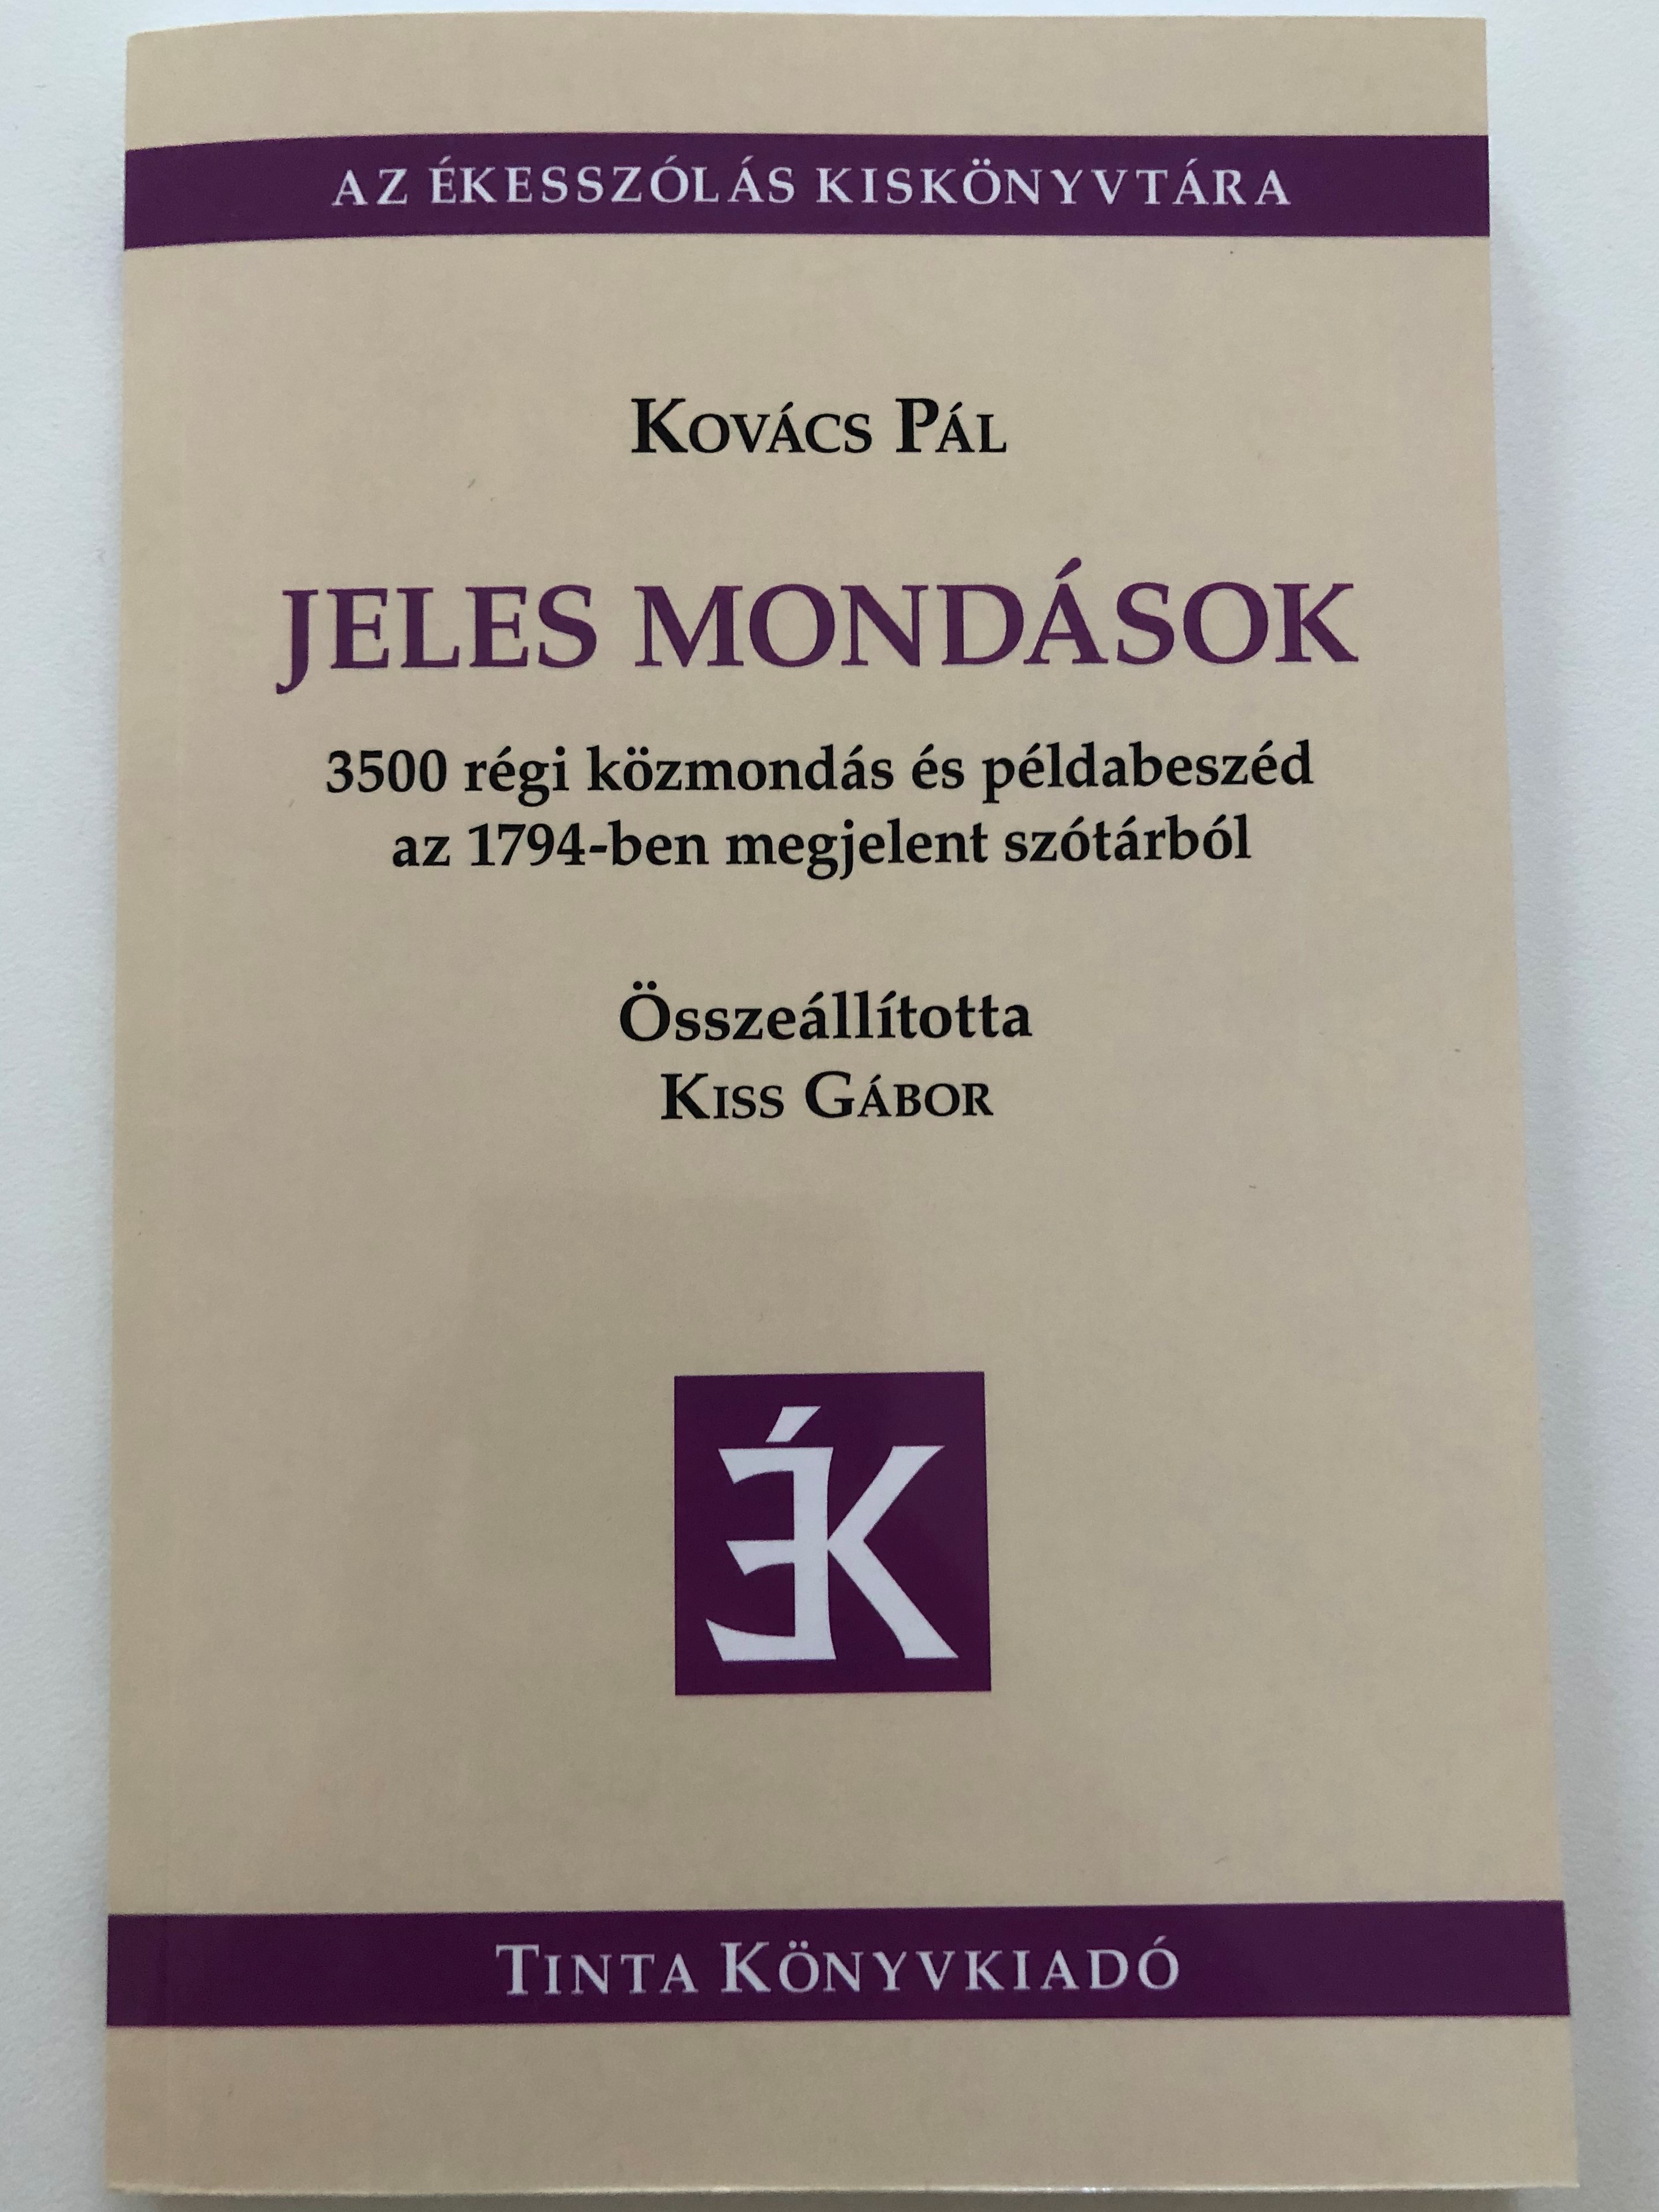 AZ ÉKESSZÓLÁS KISKÖNYVTÁRA
KOVÁCS PÁL
JELES MONDÁSOK
3500 régi közmondás és példabeszéd
az 1794-ben megjelent szótárból
Összeállította
KISS GÁBOR
ÉK
TINTA KÖNYVKIADÓ